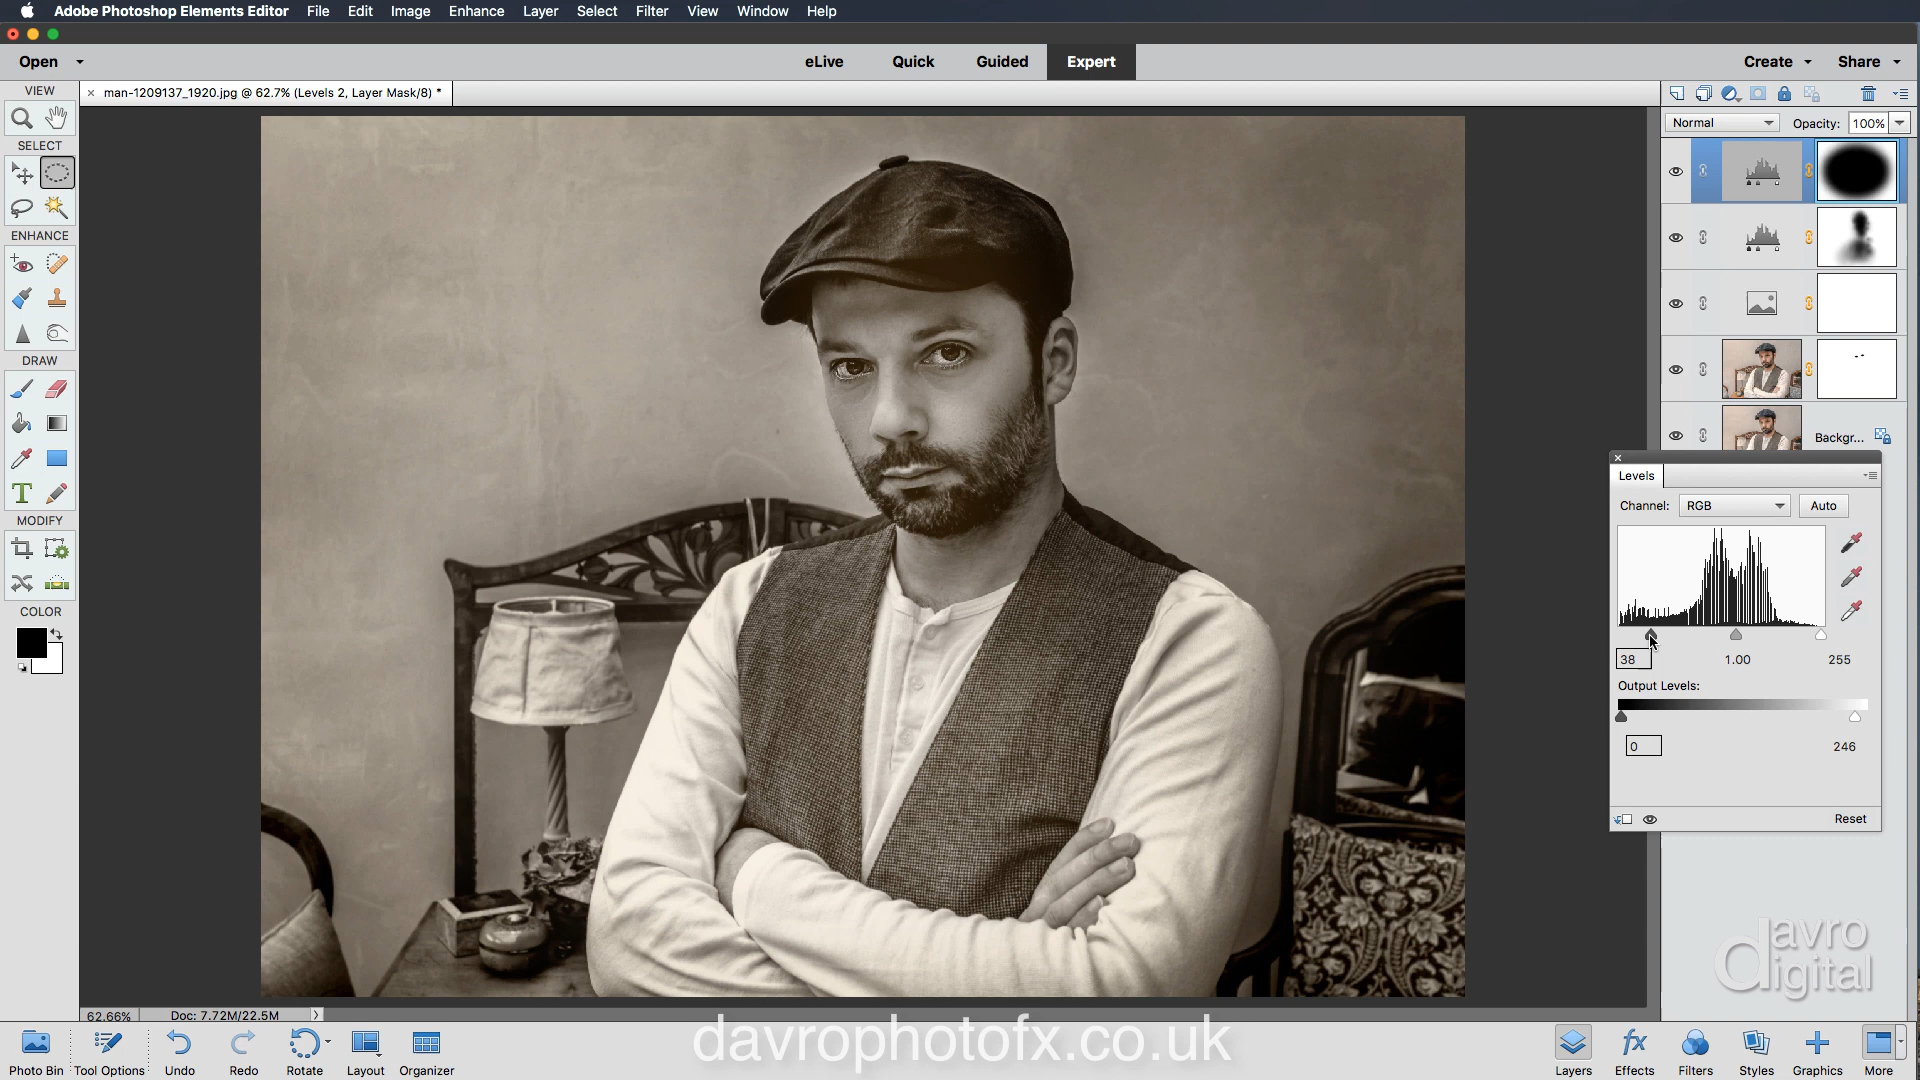 Adobe Photoshop Elements Editor File Edit Image Enhance Layer Select Filter View Window Help
Open eLive Quick Guided Expert Create Share
VIEW
man-1209137_1920.jpg @ 62.7% (Levels 2, Layer Mask/8) *
Normal Opacity: 100%
SELECT
ENHANCE
DRAW
Backgr...
Levels
Channel: RGB Auto
T
MODIFY
COLOR
38 1.00 255
Output Levels:
0 246
Reset
davro
digital
62.66% Doc: 7.72M/22.5M
davrophotofx.co.uk
Photo Bin Tool Options Undo Redo Rotate Layout Organizer
fx
Layers Effects Filters Styles Graphics More